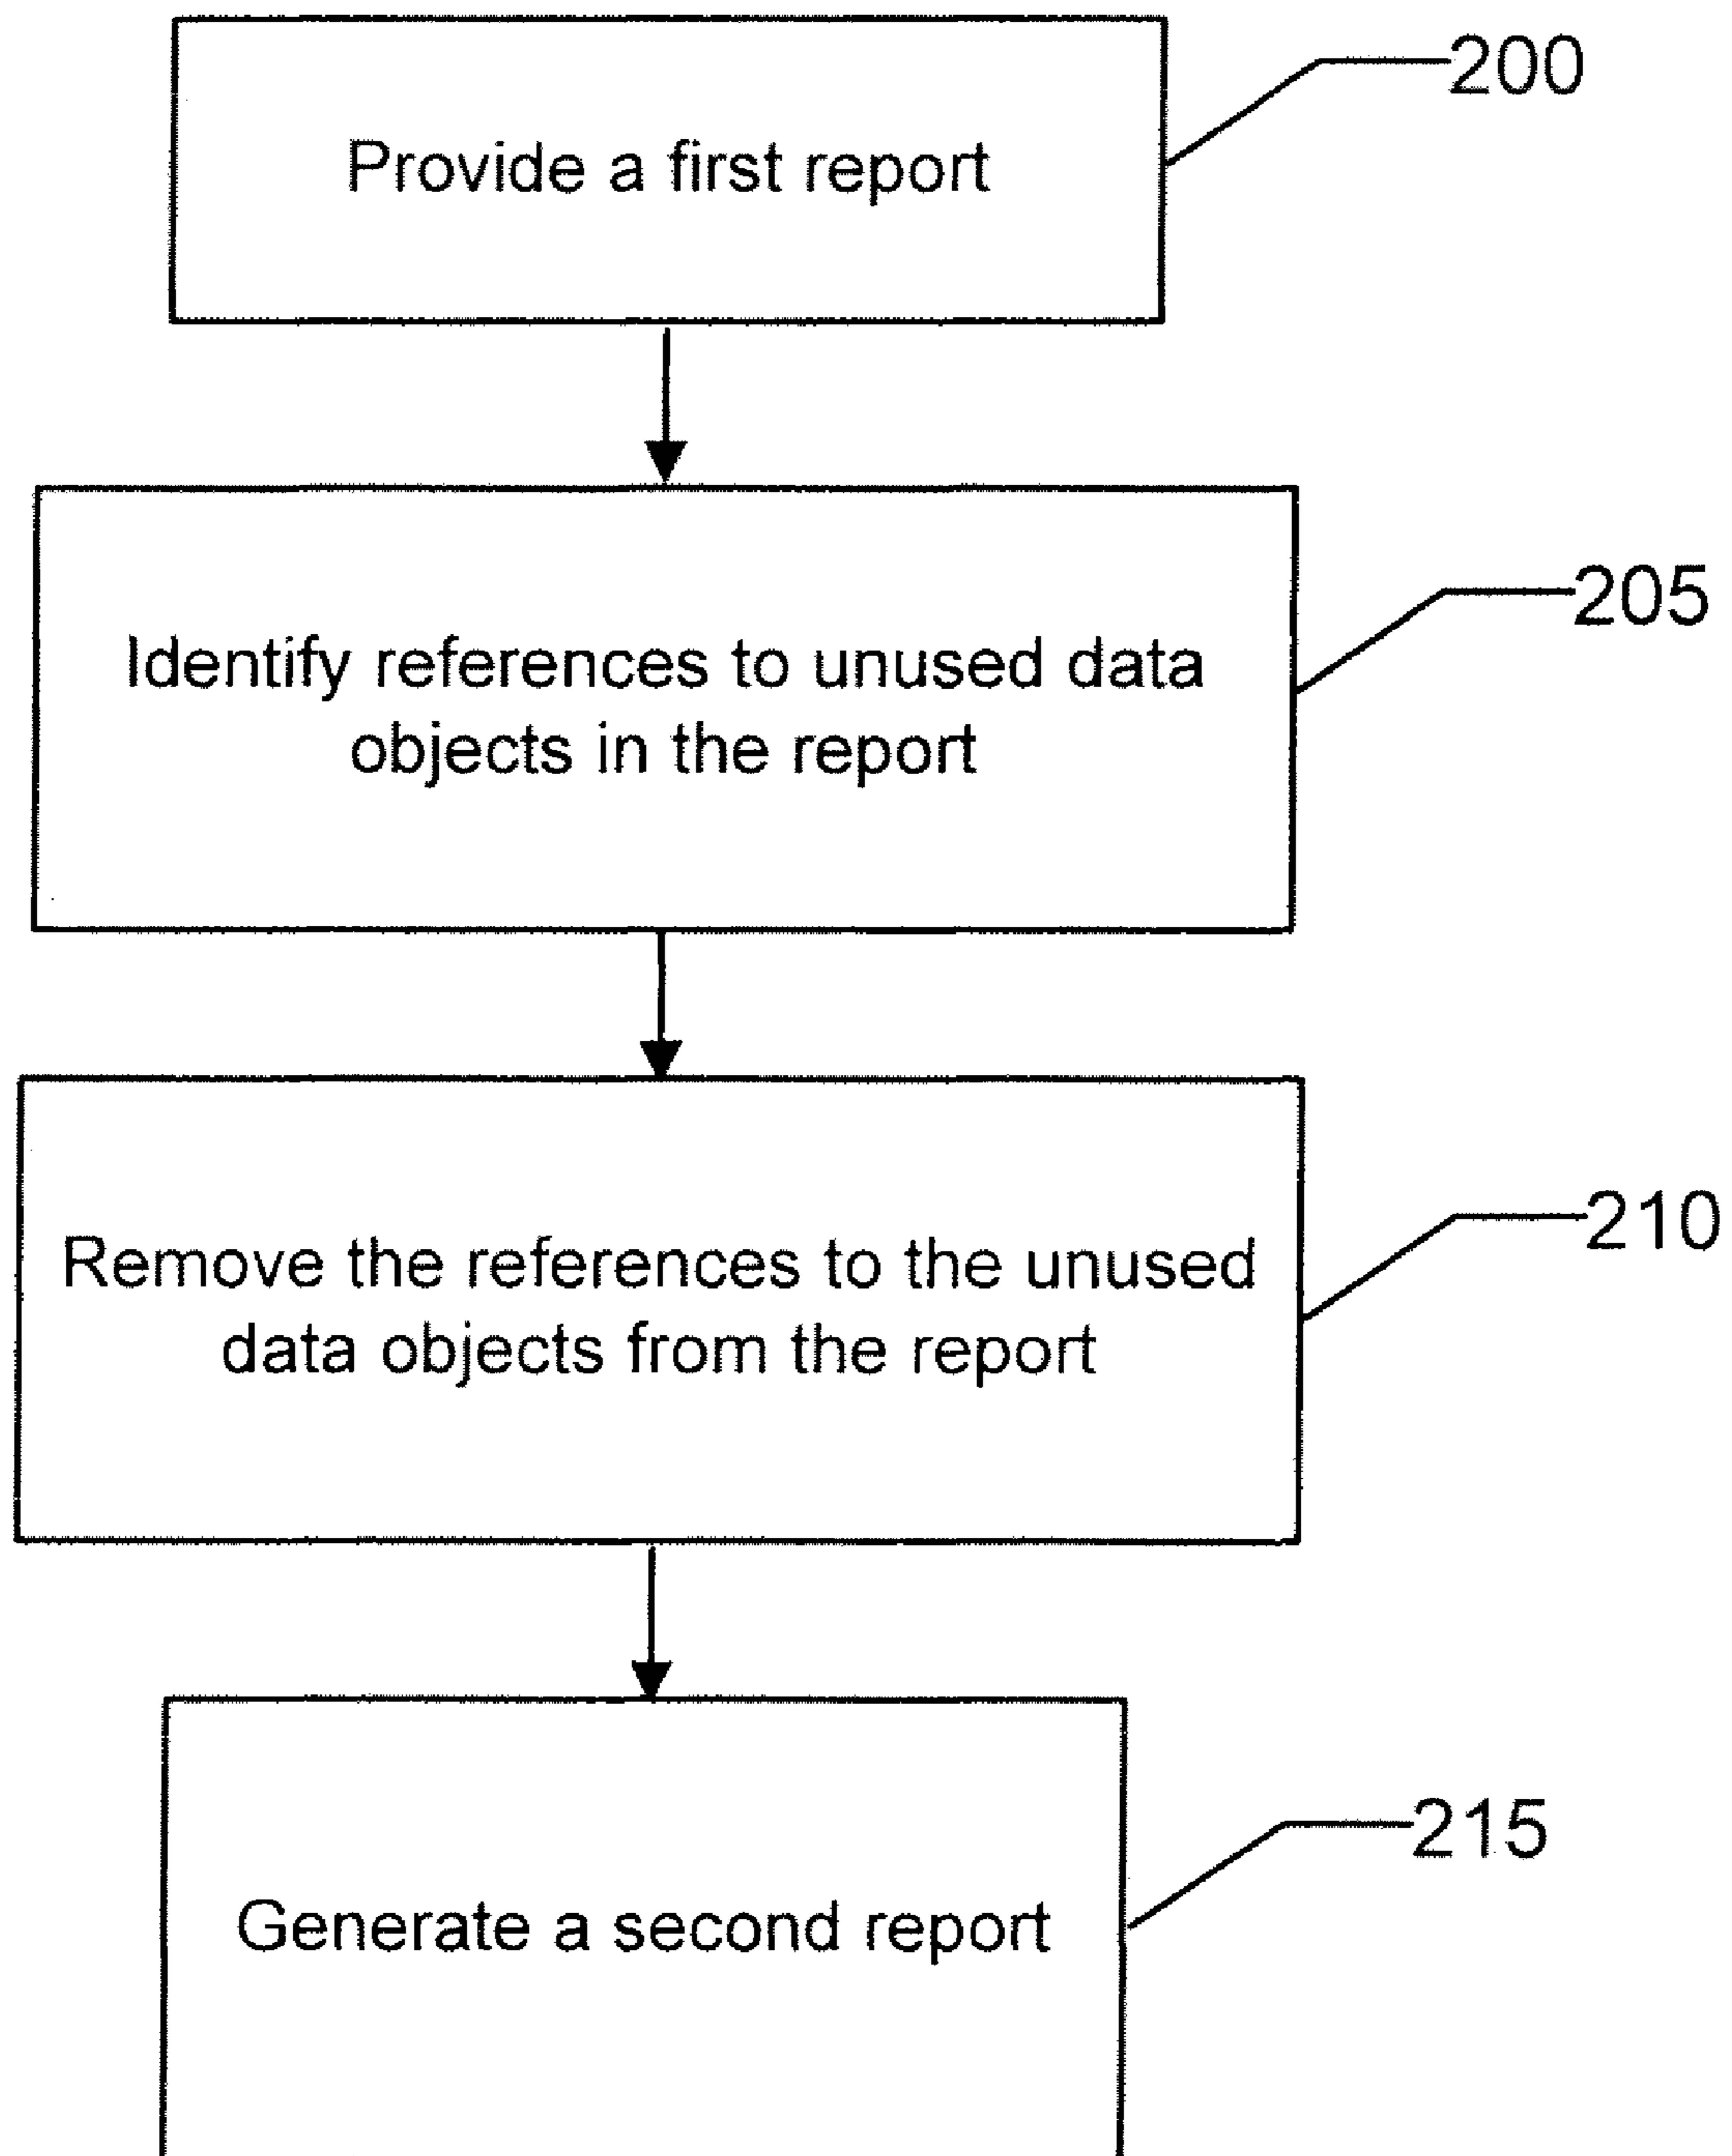 200
Provide a first report
205
Identify references to unused data
objects in the report
210
Remove the references to the unused
data objects from the report
215
Generate a second report